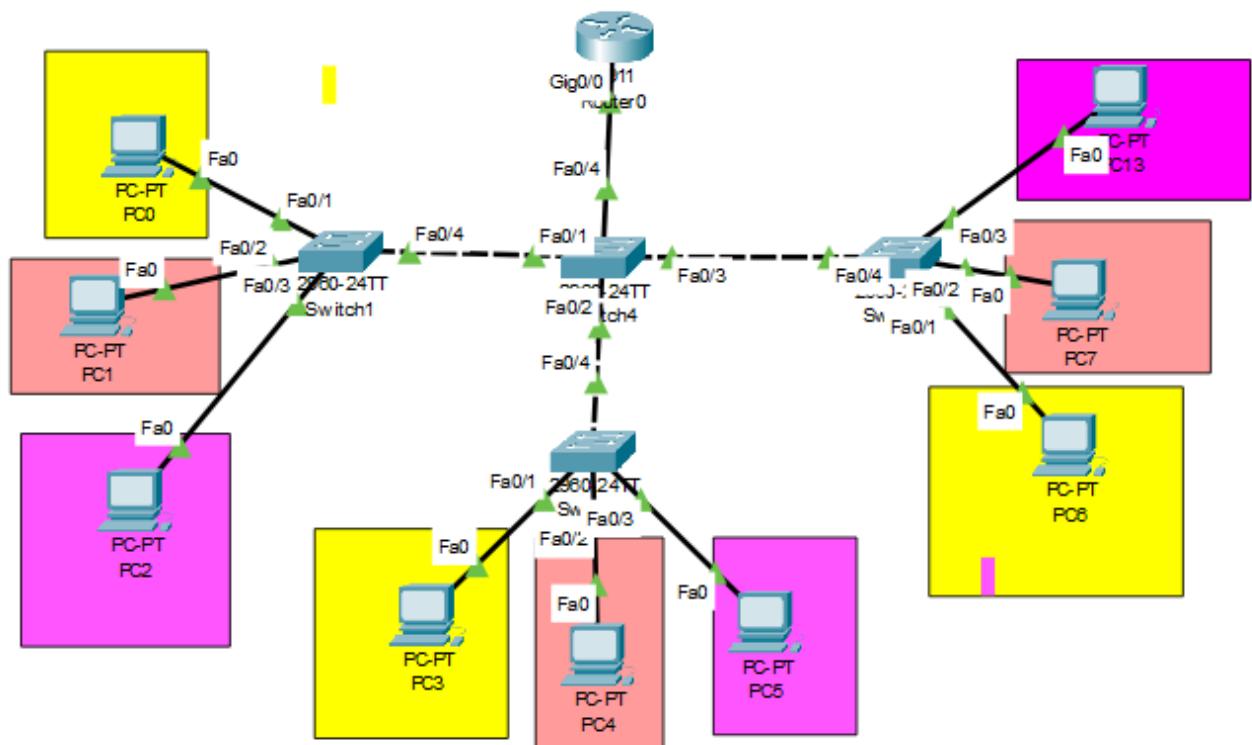 Gig0/0
Fa0/4
Fa0
PC-PT
PC0
Fa0/1
Fa0/2
Fa0
Fa0/3
PC-PT
PC1
Fa0
PC-PT
PC2
2960-24TT
Switch1
Fa0/4
Fa0/1
Fa0/3
Fa0/2
Fa0/4
Fa0/4
Fa0
Fa0/3
Fa0/2
Fa0
Fa0/1
PC-PT
PC7
Fa0
PC-PT
PC6
Fa0/1
2960-24TT
Fa0/3
Fa0/2
Fa0
PC-PT
PC3
Fa0
PC-PT
PC4
Fa0
PC-PT
PC5